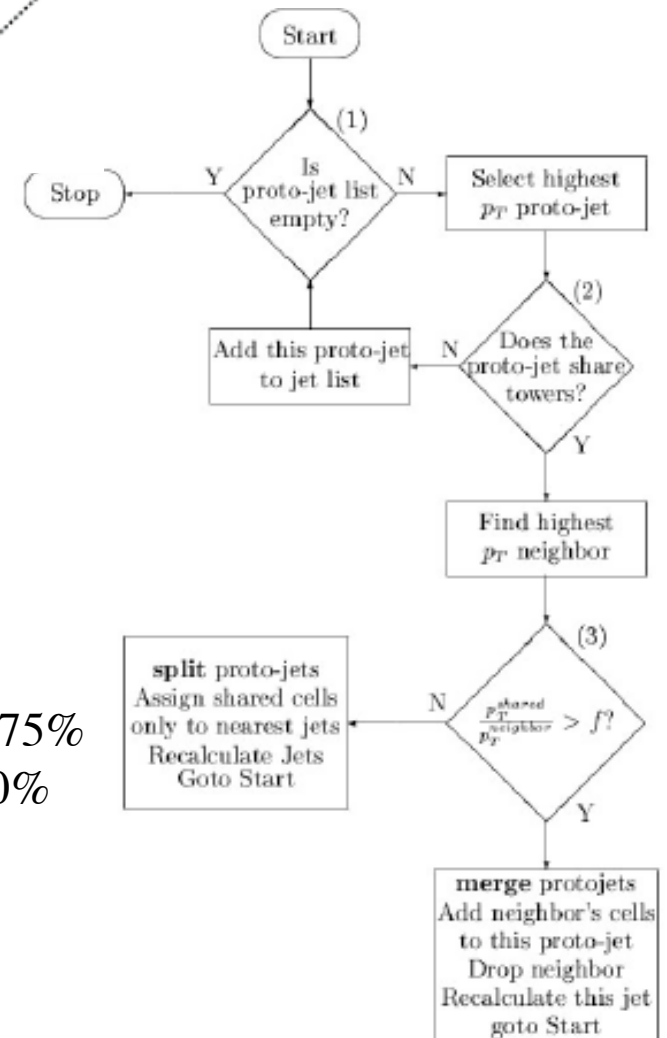 Start
(1)
Is
proto-jet list
empty?
Y
N
Stop
Select highest
p_T proto-jet
(2)
Does the
proto-jet share
towers?
N
Y
Add this proto-jet
to jet list
Find highest
p_T neighbor
(3)
p_T^shared / p_T^neighbor > f?
N
Y
split proto-jets
Assign shared cells
only to nearest jets
Recalculate Jets
Goto Start
75%
0%
merge protojets
Add neighbor's cells
to this proto-jet
Drop neighbor
Recalculate this jet
goto Start